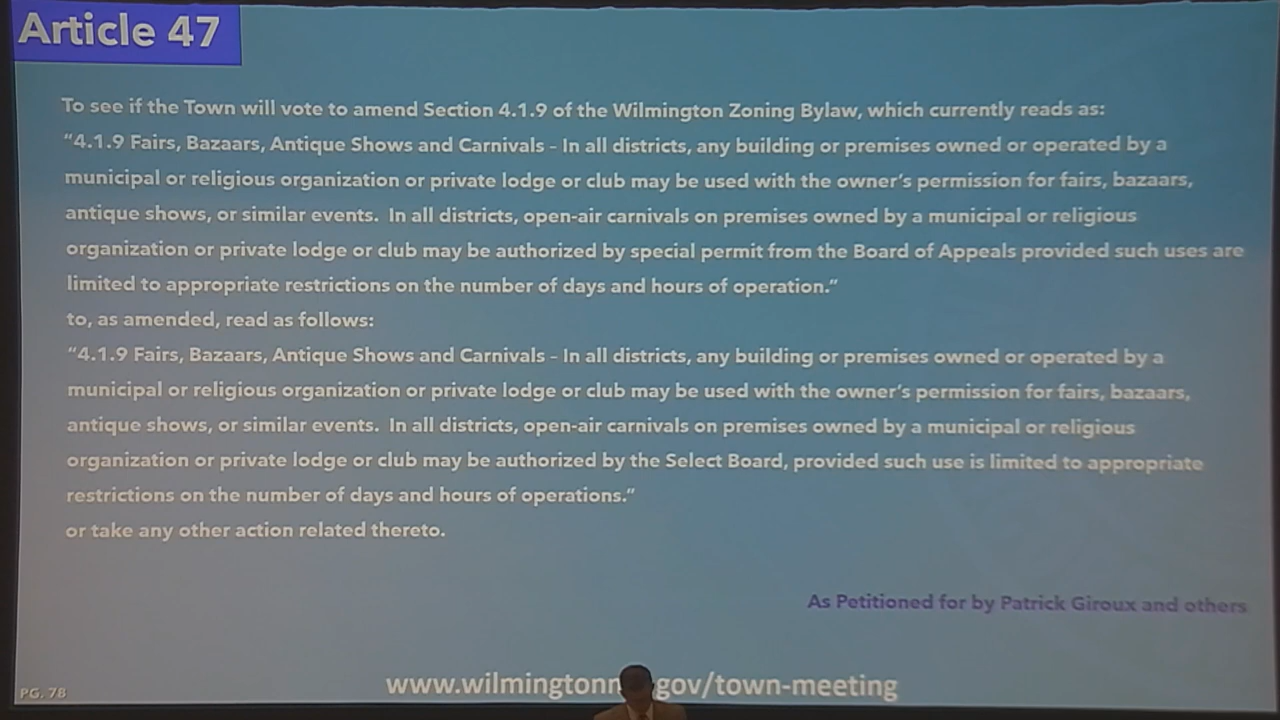 Article 47
To see if the Town will vote to amend Section 4.1.9 of the Wilmington Zoning Bylaw, which currently reads as:
“4.1.9 Fairs, Bazaars, Antique Shows and Carnivals – In all districts, any building or premises owned or operated by a
municipal or religious organization or private lodge or club may be used with the owner’s permission for fairs, bazaars,
antique shows, or similar events. In all districts, open-air carnivals on premises owned by a municipal or religious
organization or private lodge or club may be authorized by special permit from the Board of Appeals provided such uses are
limited to appropriate restrictions on the number of days and hours of operation.”
to, as amended, read as follows:
“4.1.9 Fairs, Bazaars, Antique Shows and Carnivals – In all districts, any building or premises owned or operated by a
municipal or religious organization or private lodge or club may be used with the owner’s permission for fairs, bazaars,
antique shows, or similar events. In all districts, open-air carnivals on premises owned by a municipal or religious
organization or private lodge or club may be authorized by the Select Board, provided such use is limited to appropriate
restrictions on the number of days and hours of operations.”
or take any other action related thereto.
As Petitioned for by Patrick Giroux and others
PG. 78